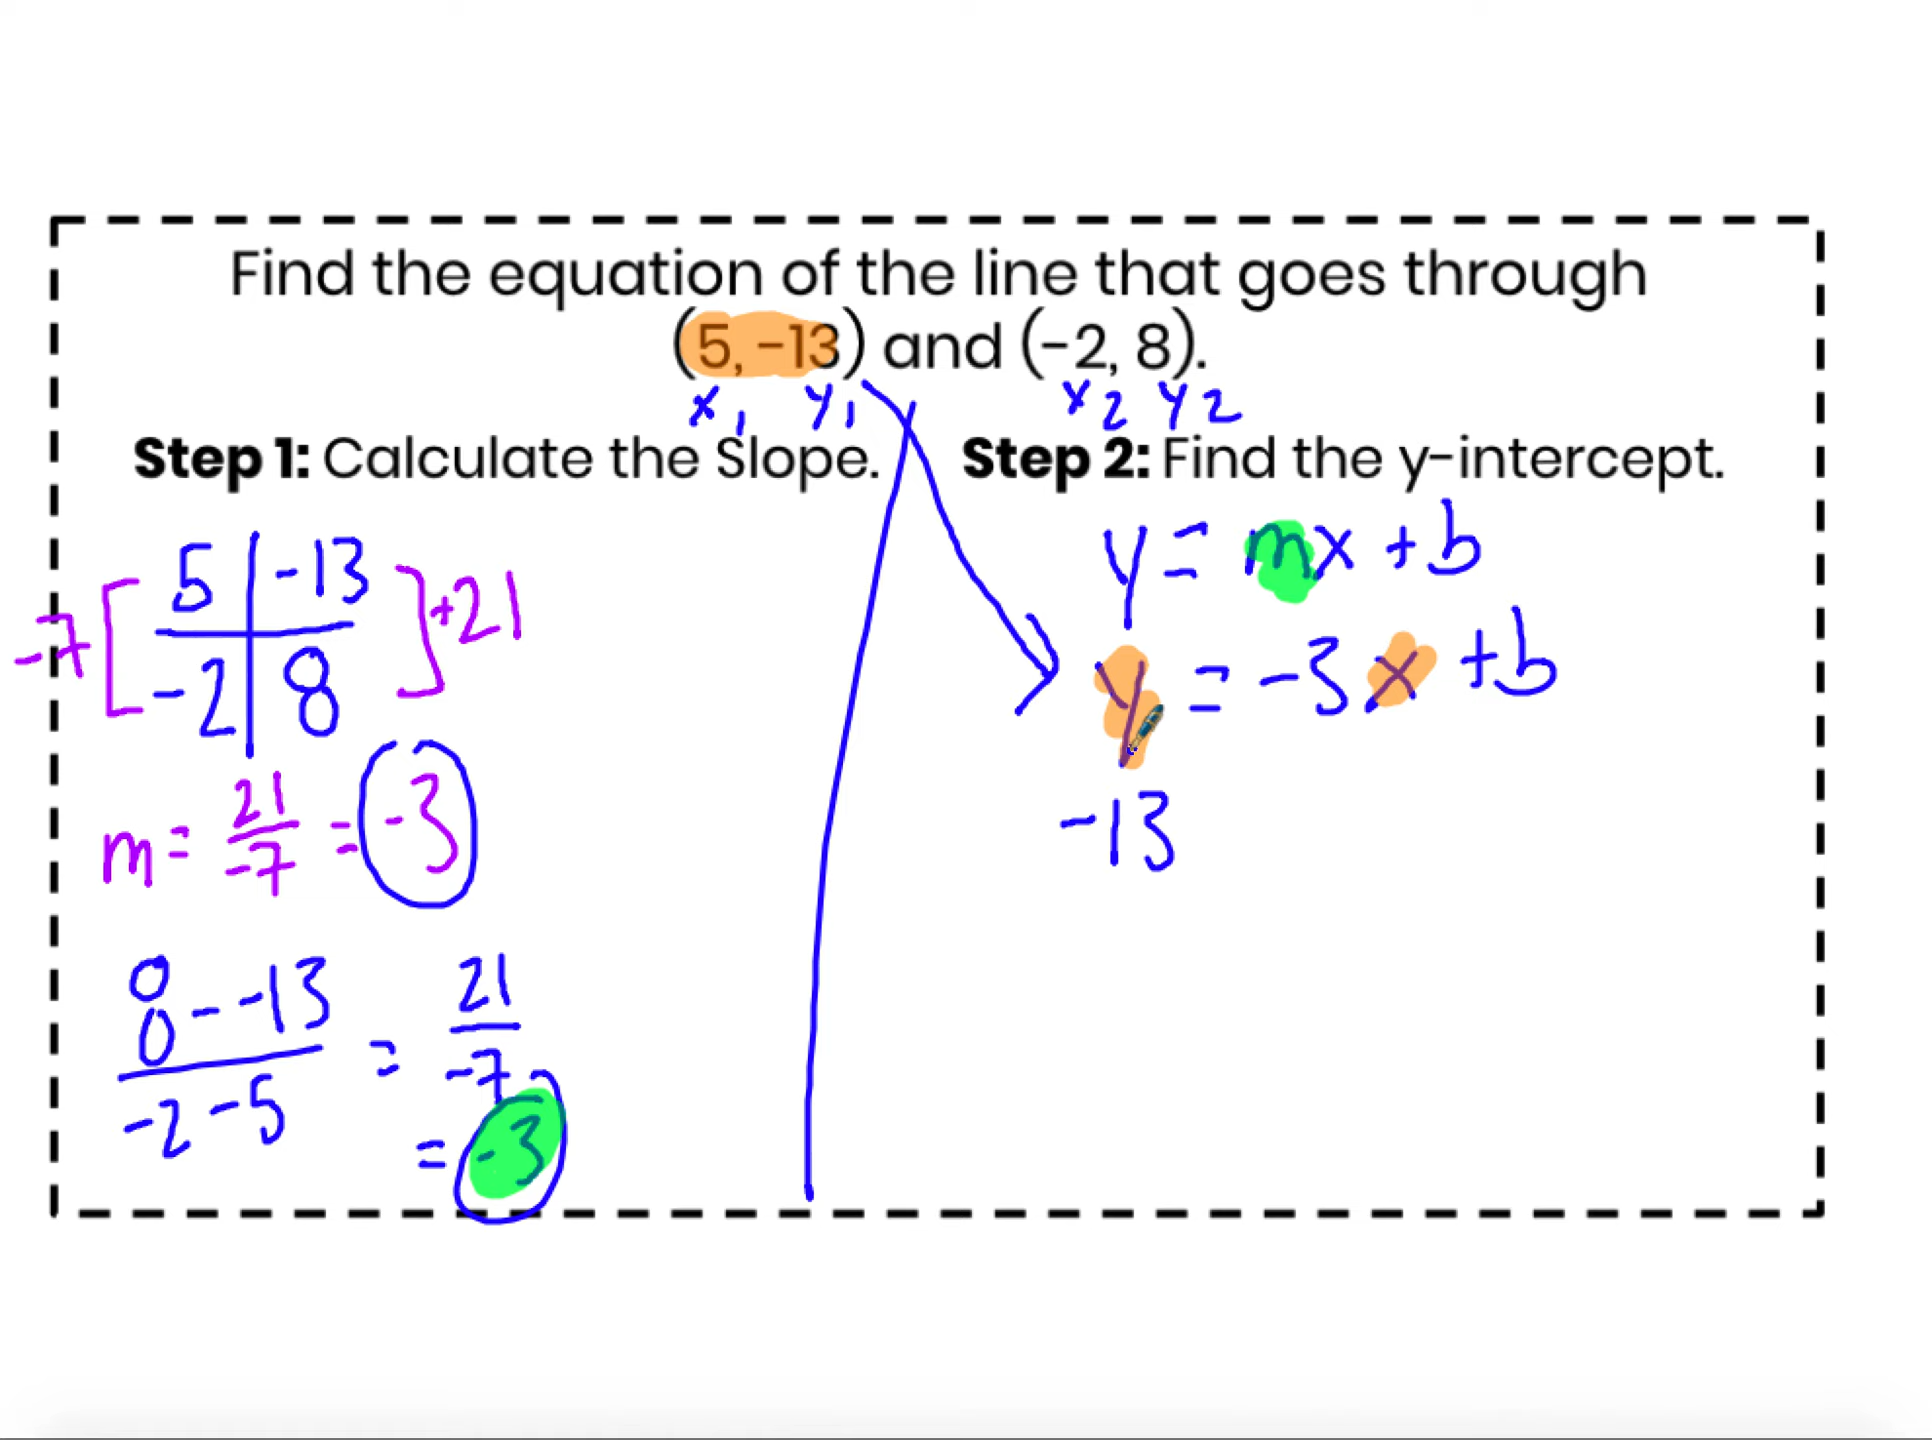 Find the equation of the line that goes through
(5, -13) and (-2, 8).
x1 y1 x2 y2
Step 1: Calculate the Slope.
5 | -13
-7 [ ] +21
-2 | 8
m = 21/-7 = -3
8 - -13 / -2 - 5 = 21/-7
= -3
Step 2: Find the y-intercept.
y = mx + b
y = -3x + b
-13